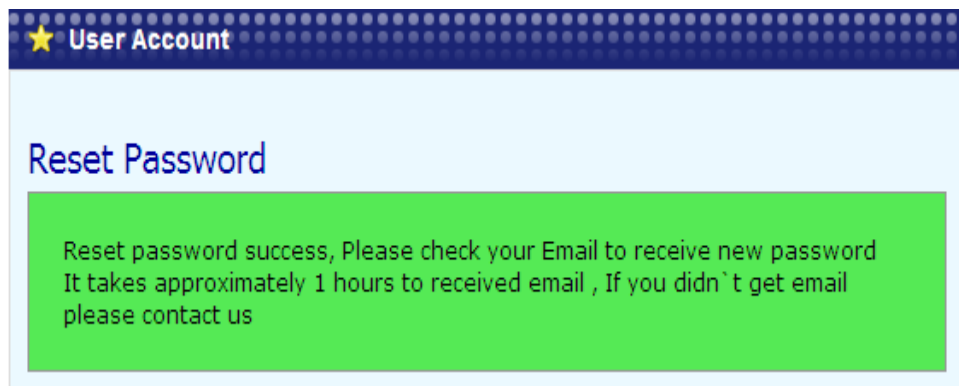 User Account
Reset Password
Reset password success, Please check your Email to receive new password
It takes approximately 1 hours to received email , If you didn`t get email
please contact us